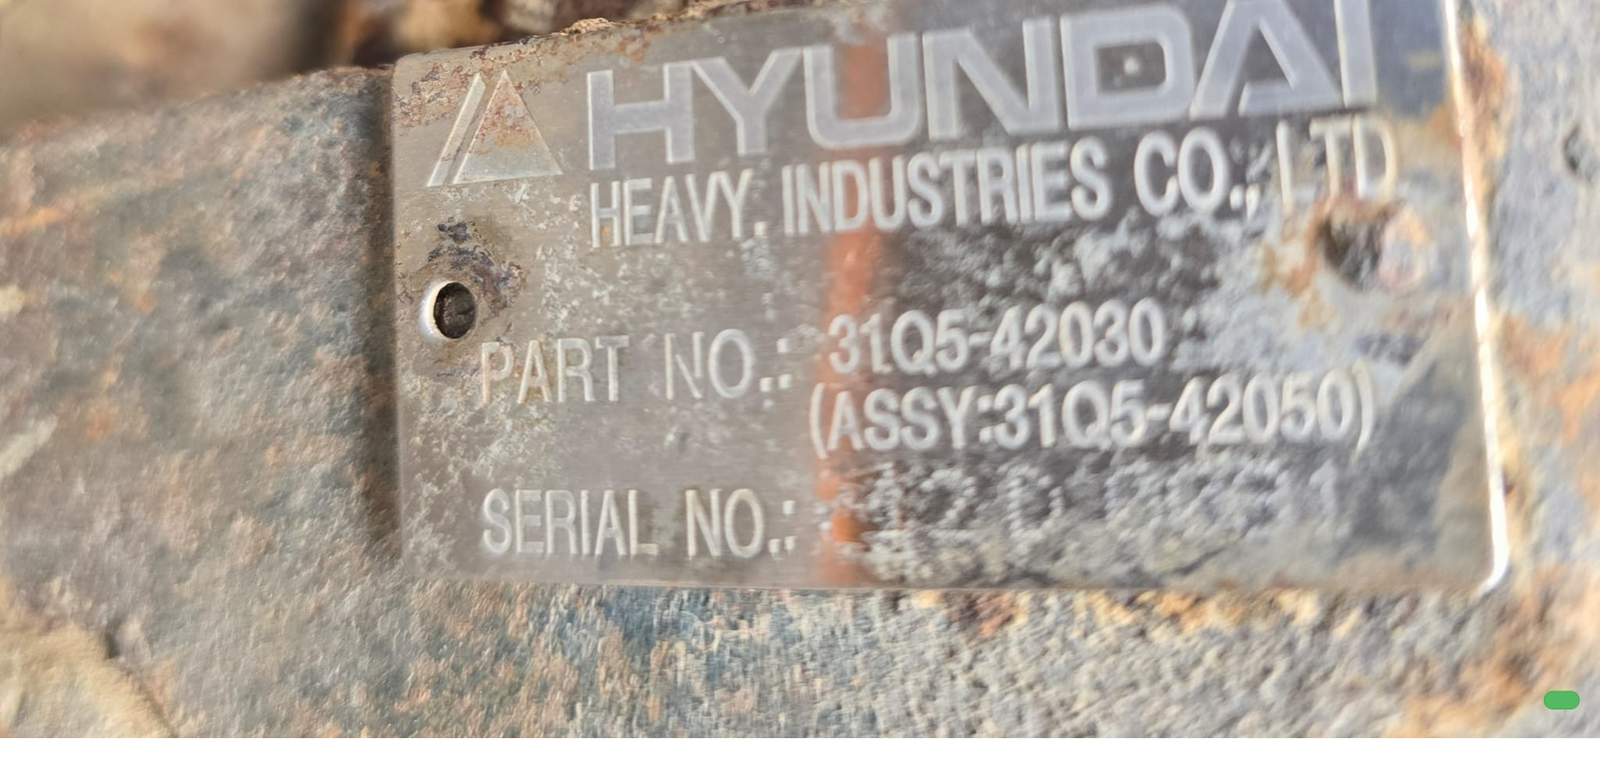 HYUNDAI
HEAVY. INDUSTRIES CO., LTD
PART NO.: 31Q5-42030
(ASSY:31Q5-42050)
SERIAL NO.: